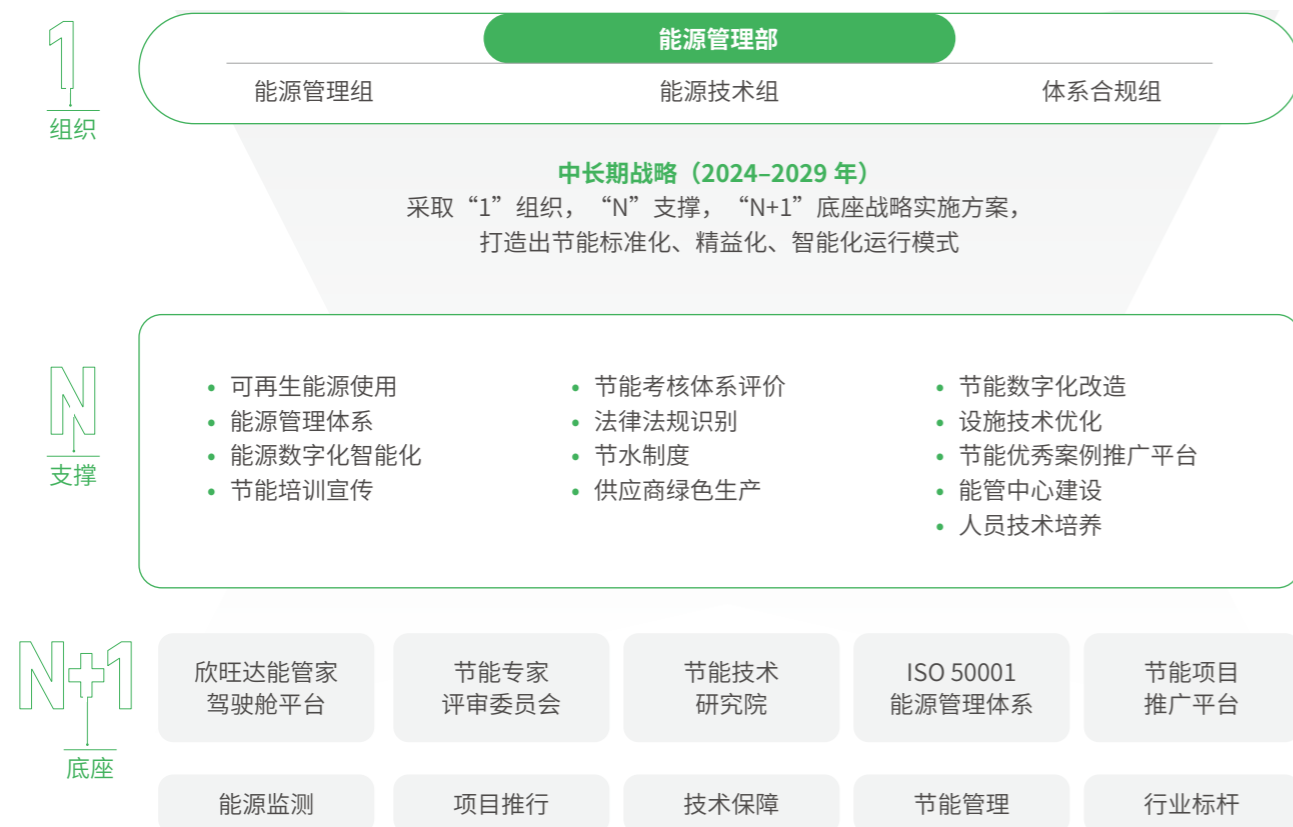 1
组织
能源管理部
能源管理组
能源技术组
体系合规组
中长期战略（2024–2029 年）
采取“1”组织，“N”支撑，“N+1”底座战略实施方案，
打造出节能标准化、精益化、智能化运行模式
N
支撑
• 可再生能源使用
• 能源管理体系
• 能源数字化智能化
• 节能培训宣传
• 节能考核体系评价
• 法律法规识别
• 节水制度
• 供应商绿色生产
• 节能数字化改造
• 设施技术优化
• 节能优秀案例推广平台
• 能管中心建设
• 人员技术培养
N+1
底座
欣旺达能管家
驾驶舱平台
节能专家
评审委员会
节能技术
研究院
ISO 50001
能源管理体系
节能项目
推广平台
能源监测
项目推行
技术保障
节能管理
行业标杆